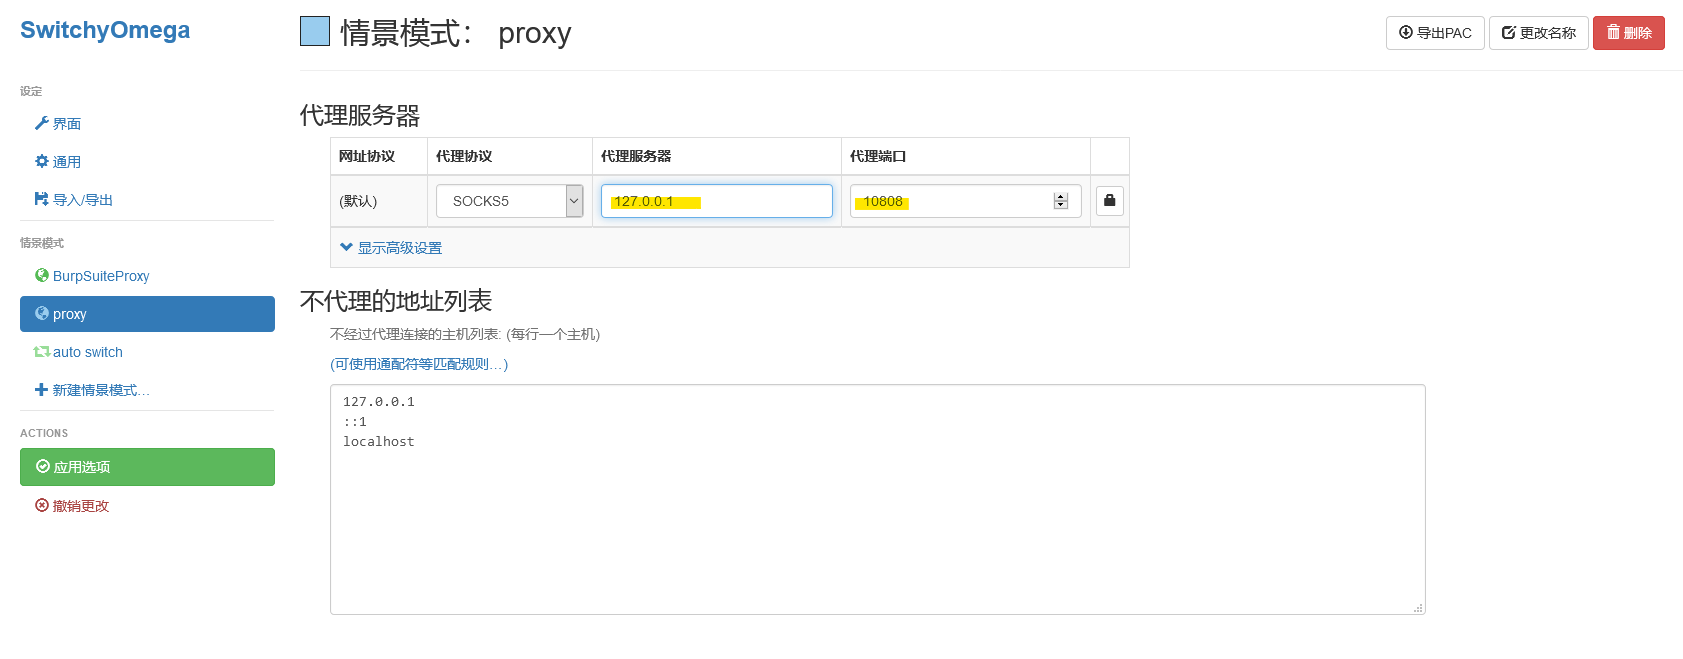 SwitchyOmega
设定
界面
通用
导入/导出
情景模式
BurpSuiteProxy
proxy
auto switch
新建情景模式…
ACTIONS
应用选项
撤销更改
情景模式： proxy
导出PAC
更改名称
删除
代理服务器
网址协议 代理协议 代理服务器 代理端口
(默认) SOCKS5 127.0.0.1 10808
显示高级设置
不代理的地址列表
不经过代理连接的主机列表: (每行一个主机)
(可使用通配符等匹配规则…)
127.0.0.1
::1
localhost